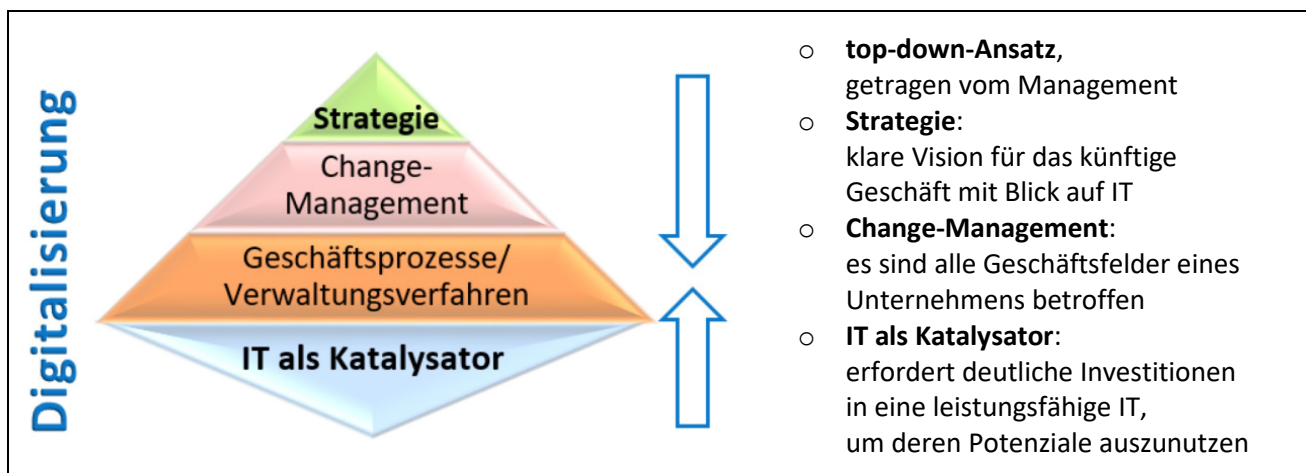 Digitalisierung
Strategie
Change-
Management
Geschäftsprozesse/
Verwaltungsverfahren
IT als Katalysator
o top-down-Ansatz,
getragen vom Management
o Strategie:
klare Vision für das künftige
Geschäft mit Blick auf IT
o Change-Management:
es sind alle Geschäftsfelder eines
Unternehmens betroffen
o IT als Katalysator:
erfordert deutliche Investitionen
in eine leistungsfähige IT,
um deren Potenziale auszunutzen